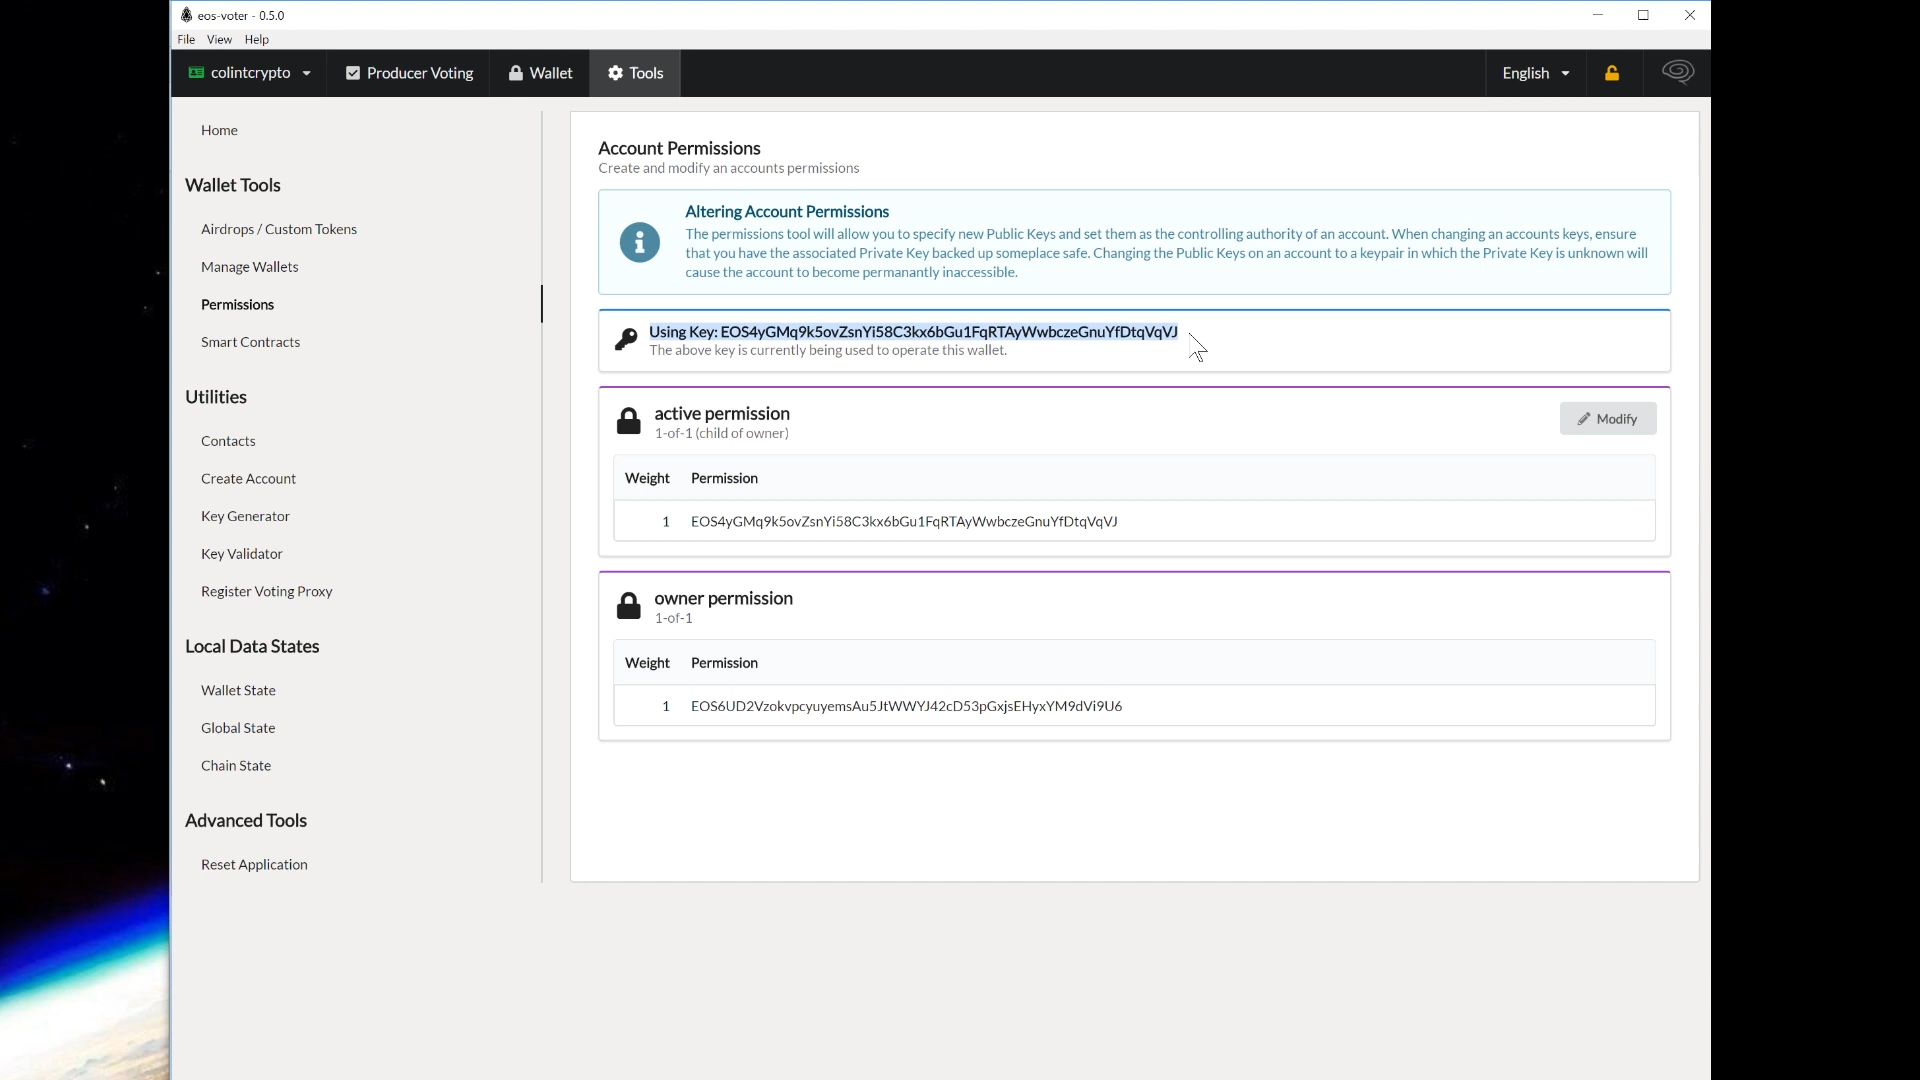 eos-voter - 0.5.0
File View Help
colintcrypto Producer Voting Wallet Tools English
Home
Wallet Tools
Airdrops / Custom Tokens
Manage Wallets
Permissions
Smart Contracts
Utilities
Contacts
Create Account
Key Generator
Key Validator
Register Voting Proxy
Local Data States
Wallet State
Global State
Chain State
Advanced Tools
Reset Application
Account Permissions
Create and modify an accounts permissions
Altering Account Permissions
The permissions tool will allow you to specify new Public Keys and set them as the controlling authority of an account. When changing an accounts keys, ensure
that you have the associated Private Key backed up someplace safe. Changing the Public Keys on an account to a keypair in which the Private Key is unknown will
cause the account to become permanantly inaccessible.
Using Key: EOS4yGMq9k5ovZsnYi58C3kx6bGu1FqRTAyWwbczeGnuYfDtqVqVJ
The above key is currently being used to operate this wallet.
active permission
1-of-1 (child of owner)
Modify
Weight Permission
1 EOS4yGMq9k5ovZsnYi58C3kx6bGu1FqRTAyWwbczeGnuYfDtqVqVJ
owner permission
1-of-1
Weight Permission
1 EOS6UD2VzokvpcyuyemsAu5JtWWYJ42cD53pGxjsEHyxYM9dVi9U6